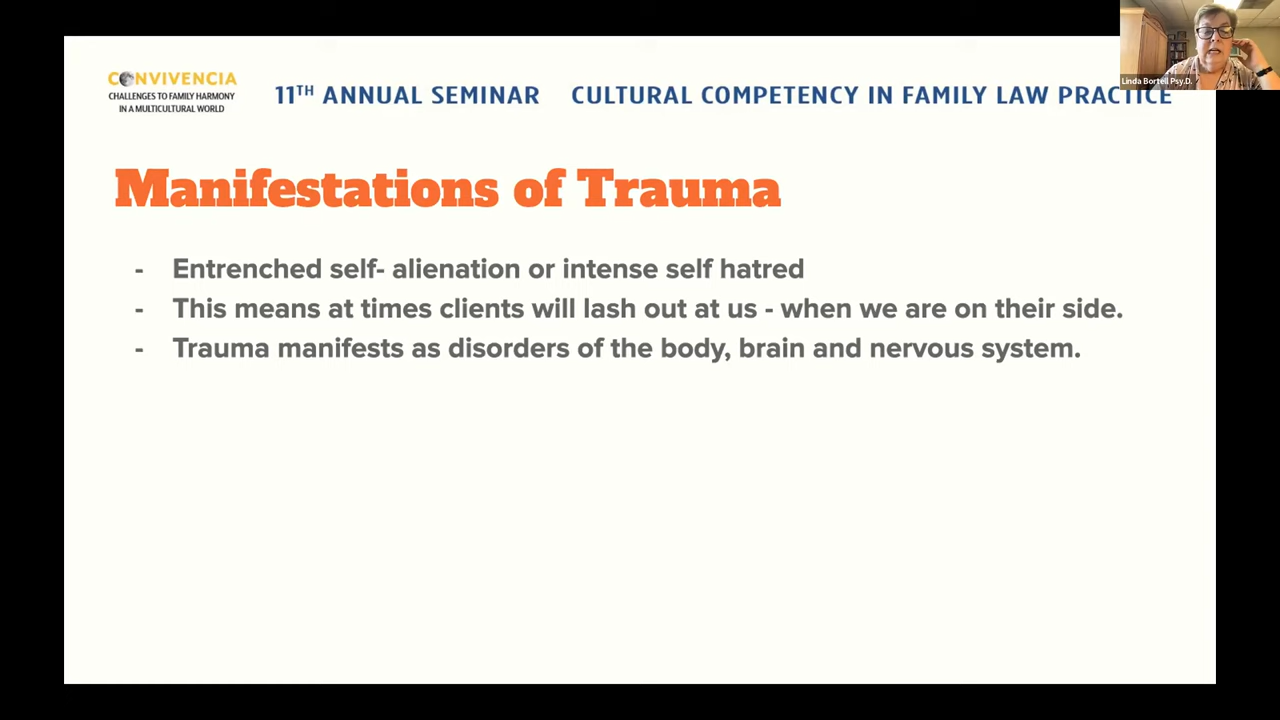 CONVIVENCIA
CHALLENGES TO FAMILY HARMONY
IN A MULTICULTURAL WORLD
11TH ANNUAL SEMINAR CULTURAL COMPETENCY IN FAMILY LAW PRACTICE
Linda Bortell Psy.D.
Manifestations of Trauma
- Entrenched self- alienation or intense self hatred
- This means at times clients will lash out at us - when we are on their side.
- Trauma manifests as disorders of the body, brain and nervous system.